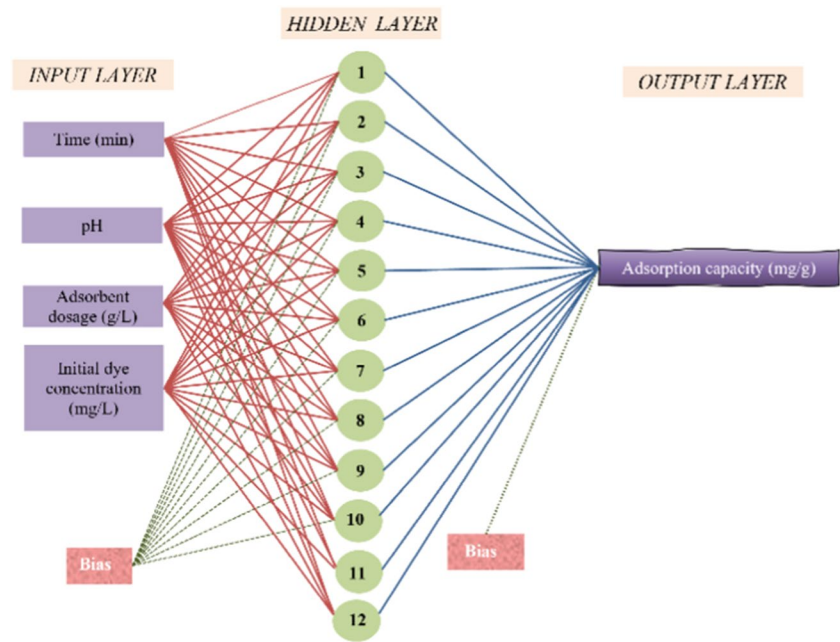 HIDDEN LAYER
INPUT LAYER
OUTPUT LAYER
Time (min)
pH
Adsorbent
dosage (g/L)
Initial dye
concentration
(mg/L)
Bias
1
2
3
4
5
6
7
8
9
10
11
12
Adsorption capacity (mg/g)
Bias